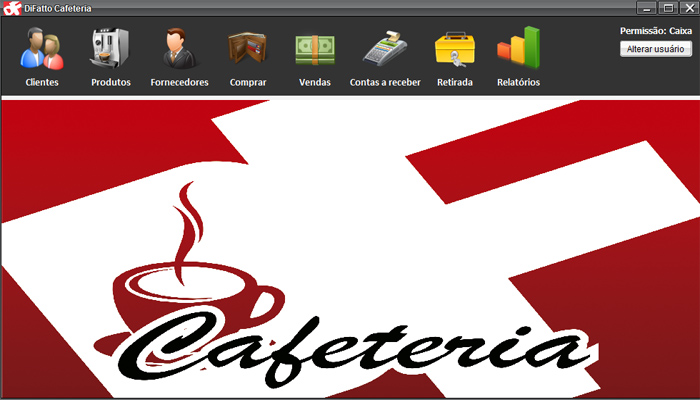 DiFatto Cafeteria
Permissão: Caixa
Alterar usuário
Clientes Produtos Fornecedores Comprar Vendas Contas a receber Retirada Relatórios
Cafeteria